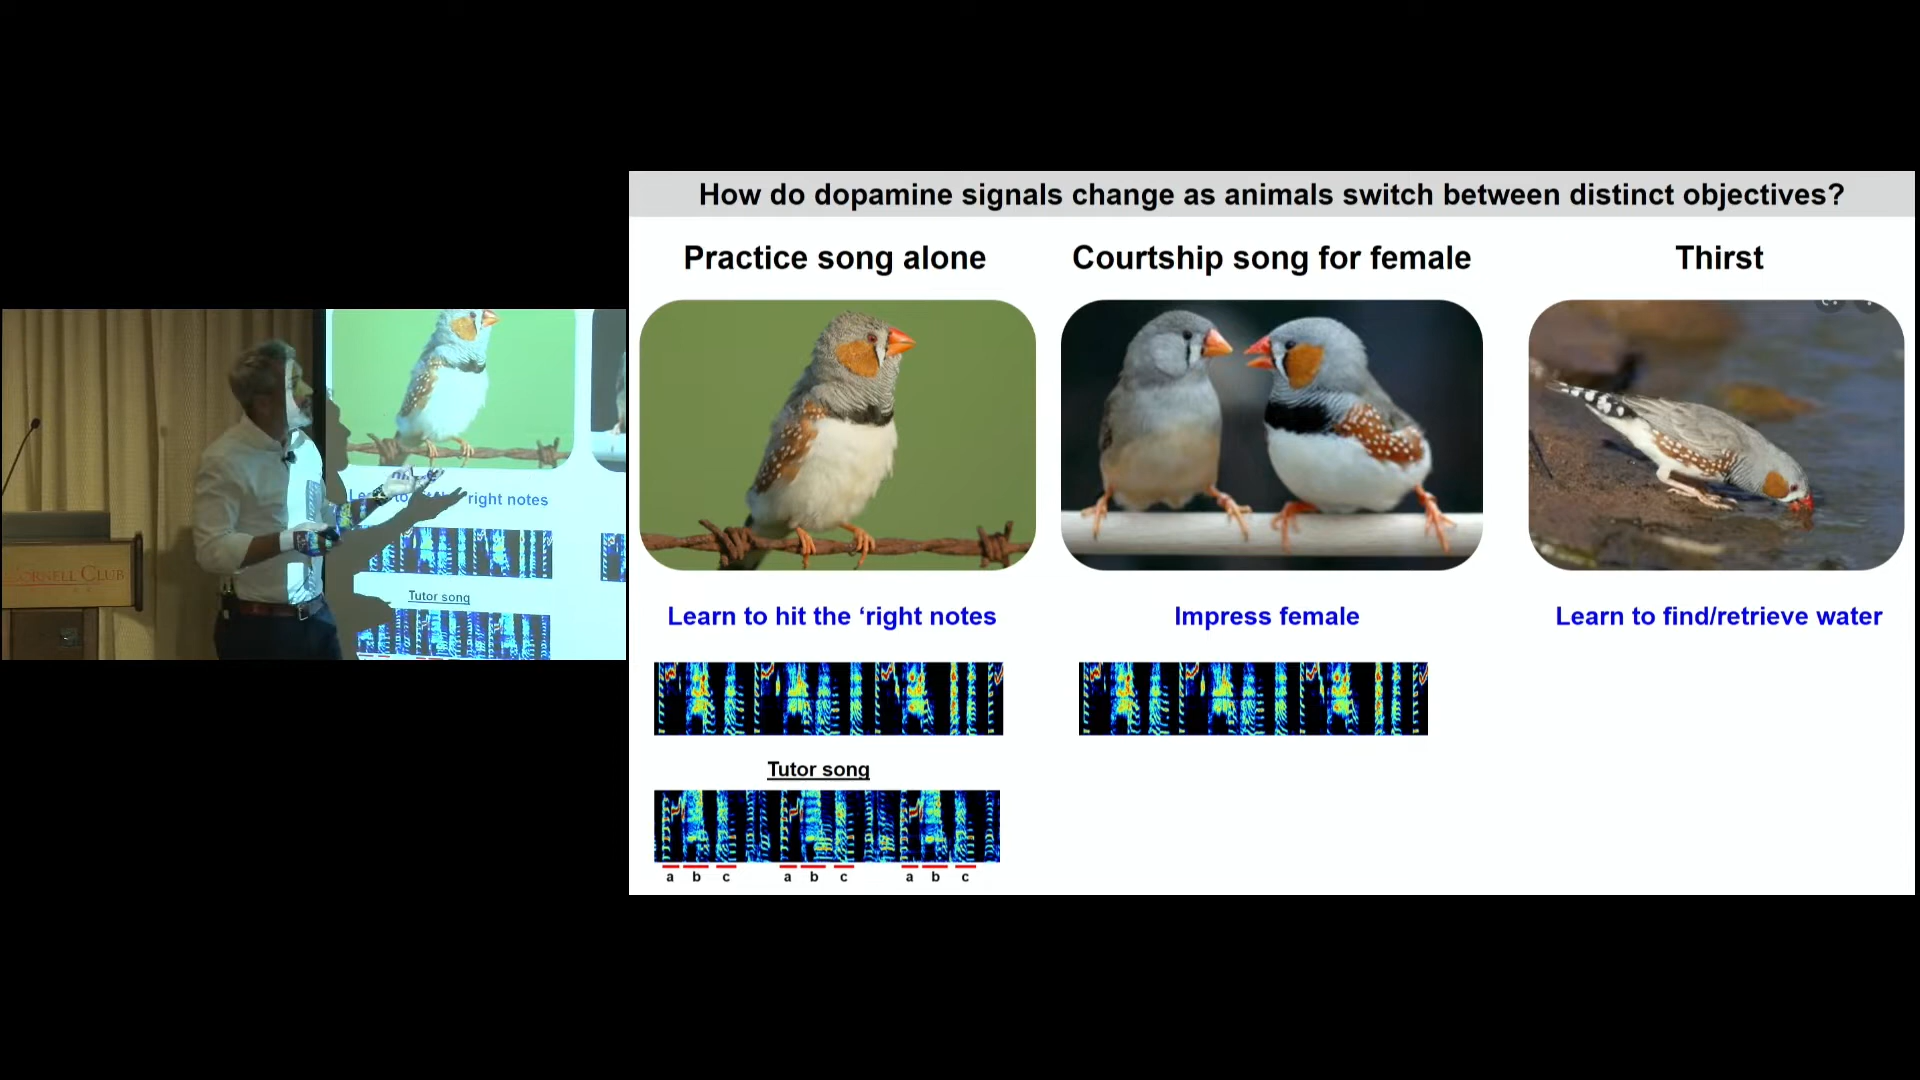 How do dopamine signals change as animals switch between distinct objectives?
Practice song alone
Courtship song for female
Thirst
Learn to hit the ‘right notes
Impress female
Learn to find/retrieve water
Tutor song
a b c a b c a b c
right notes
Tutor song
CORNELL CLUB